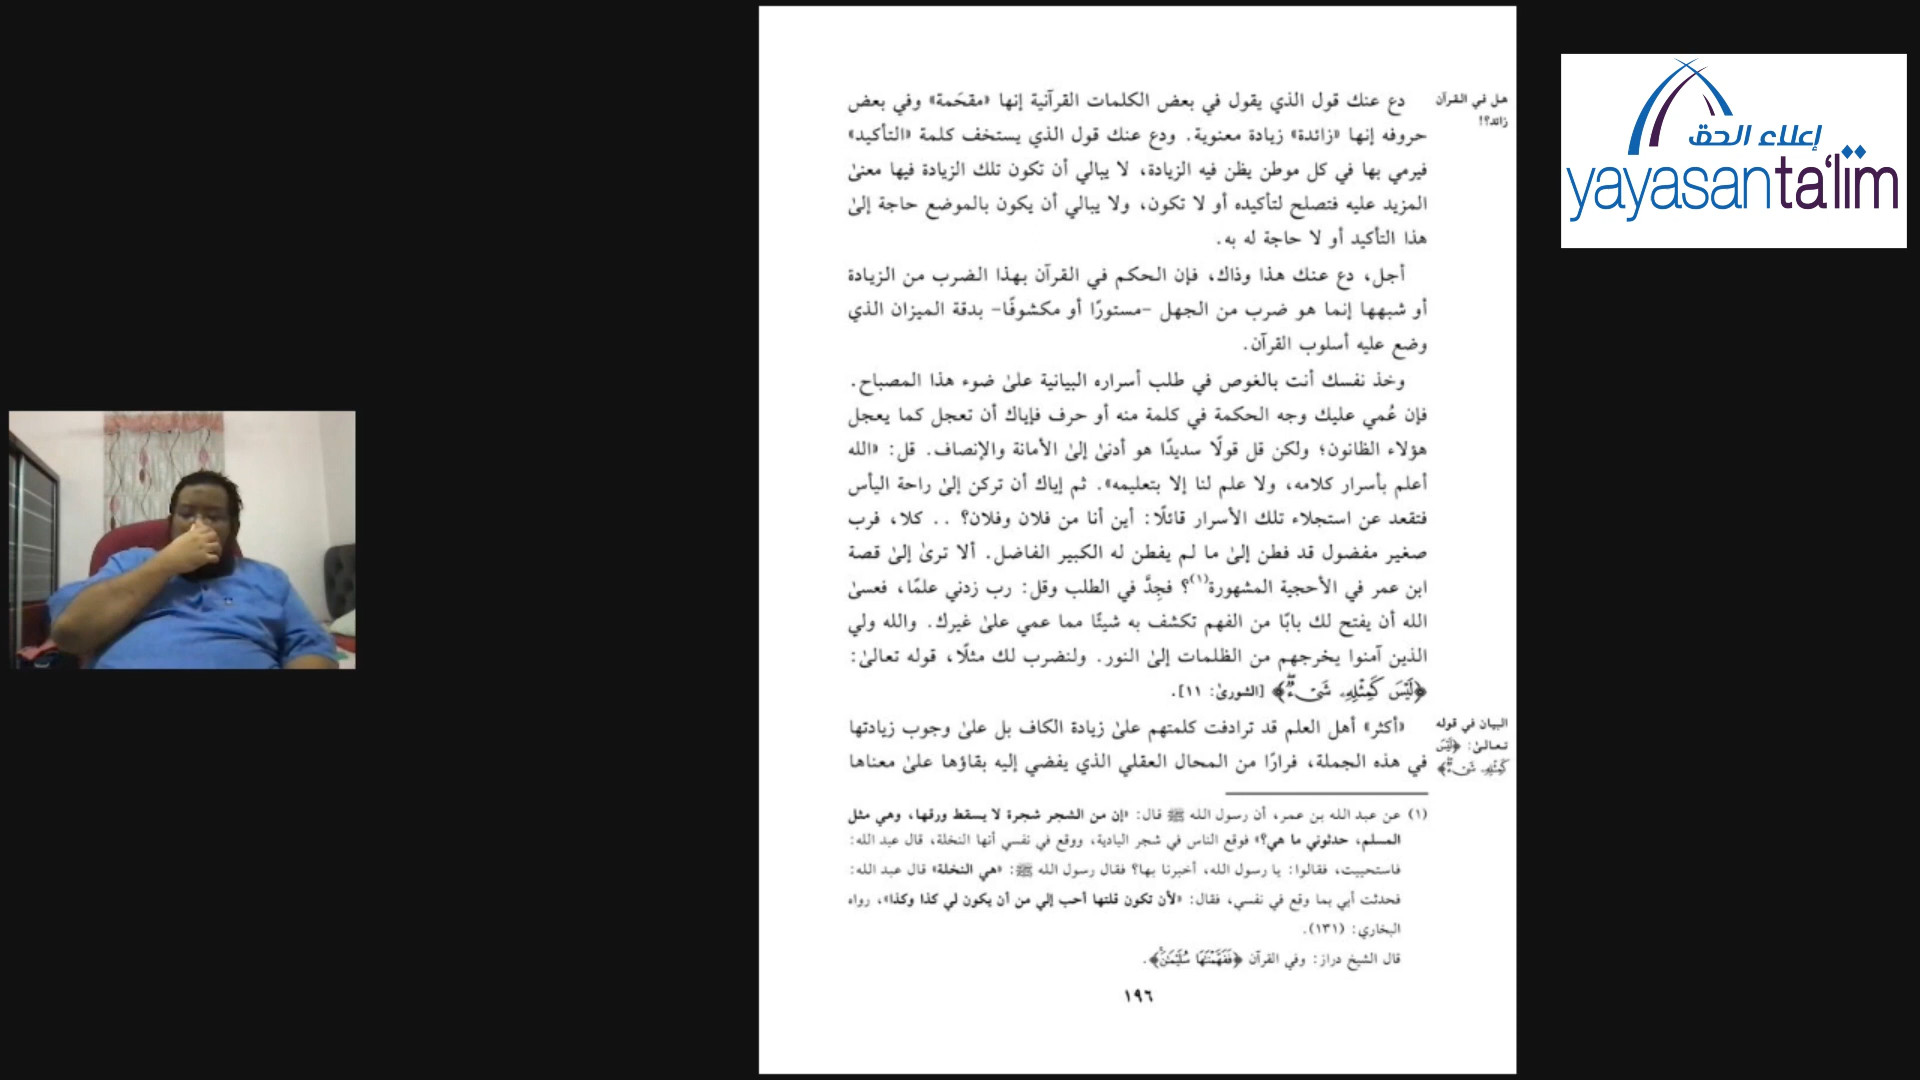 هل في القرآن
زائد؟!
دع عنك قول الذي يقول في بعض الكلمات القرآنية إنها «مقحَمة» وفي بعض
حروفه إنها «زائدة» زيادة معنوية. ودع عنك قول الذي يستخف كلمة «التأكيد»
فيرمي بها في كل موطن يظن فيه الزيادة، لا يبالي أن تكون تلك الزيادة فيها معنىٰ
المزيد عليه فتصلح لتأكيده أو لا تكون، ولا يبالي أن يكون بالموضع حاجة إلىٰ
هذا التأكيد أو لا حاجة له به.
أجل، دع عنك هذا وذاك، فإن الحكم في القرآن بهذا الضرب من الزيادة
أو شبهها إنما هو ضرب من الجهل -مستورًا أو مكشوفًا- بدقة الميزان الذي
وضع عليه أسلوب القرآن.
وخذ نفسك أنت بالغوص في طلب أسراره البيانية علىٰ ضوء هذا المصباح.
فإن عُمي عليك وجه الحكمة في كلمة منه أو حرف فإياك أن تعجل كما يعجل
هؤلاء الظانون؛ ولكن قل قولًا سديدًا هو أدنىٰ إلىٰ الأمانة والإنصاف. قل: «الله
أعلم بأسرار كلامه، ولا علم لنا إلا بتعليمه». ثم إياك أن تركن إلىٰ راحة اليأس
فتقعد عن استجلاء تلك الأسرار قائلًا: أين أنا من فلان وفلان؟ .. كلا، فرب
صغير مفضول قد فطن إلىٰ ما لم يفطن له الكبير الفاضل. ألا ترىٰ إلىٰ قصة
ابن عمر في الأحجية المشهورة(١)؟ فجِدَّ في الطلب وقل: رب زدني علمًا، فعسىٰ
الله أن يفتح لك بابًا من الفهم تكشف به شيئًا مما عمي علىٰ غيرك. والله ولي
الذين آمنوا يخرجهم من الظلمات إلىٰ النور. ولنضرب لك مثلًا، قوله تعالىٰ:
﴿لَيْسَ كَمِثْلِهِۦ شَىْءٌ﴾ [الشورىٰ: ١١].
البيان في قوله
تعالىٰ: ﴿لَيْسَ
كَمِثْلِهِۦ شَىْءٌ﴾
«أكثر» أهل العلم قد ترادفت كلمتهم علىٰ زيادة الكاف بل علىٰ وجوب زيادتها
في هذه الجملة، فرارًا من المحال العقلي الذي يفضي إليه بقاؤها علىٰ معناها
(١) عن عبد الله بن عمر، أن رسول الله ﷺ قال: «إن من الشجر شجرة لا يسقط ورقها، وهي مثل
المسلم، حدثوني ما هي؟» فوقع الناس في شجر البادية، ووقع في نفسي أنها النخلة، قال عبد الله:
فاستحييت، فقالوا: يا رسول الله، أخبرنا بها؟ فقال رسول الله ﷺ: «هي النخلة» قال عبد الله:
فحدثت أبي بما وقع في نفسي، فقال: «لأن تكون قلتها أحب إلي من أن يكون لي كذا وكذا»، رواه
البخاري: (١٣١).
قال الشيخ دراز: وفي القرآن ﴿فَفَهَّمْنَٰهَا سُلَيْمَٰنَ﴾.
١٩٦
إعلاء الحق
yayasanta'lim